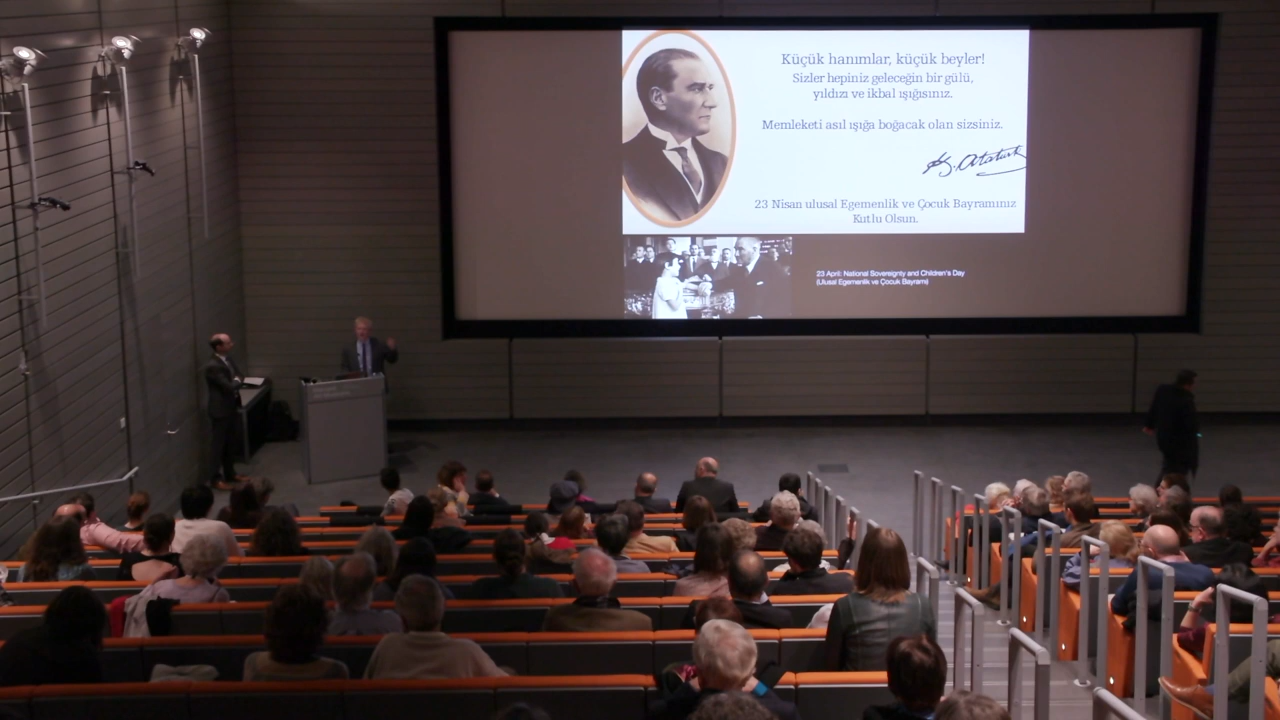 Küçük hanımlar, küçük beyler!
Sizler hepiniz geleceğin bir gülü,
yıldızı ve ikbal ışığısınız.
Memleketi asıl ışığa boğacak olan sizsiniz.
K. Atatürk
23 Nisan ulusal Egemenlik ve Çocuk Bayramınız
Kutlu Olsun.
23 April: National Sovereignty and Children's Day
(Ulusal Egemenlik ve Çocuk Bayramı)